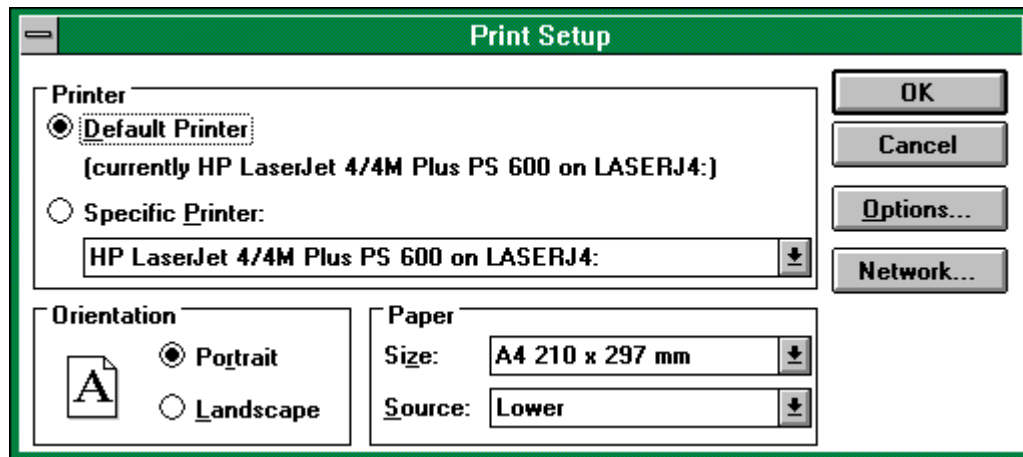 Print Setup
Printer
Default Printer
(currently HP LaserJet 4/4M Plus PS 600 on LASERJ4:)
Specific Printer:
HP LaserJet 4/4M Plus PS 600 on LASERJ4:
OK
Cancel
Options...
Network...
Orientation
A
Portrait
Landscape
Paper
Size: A4 210 x 297 mm
Source: Lower